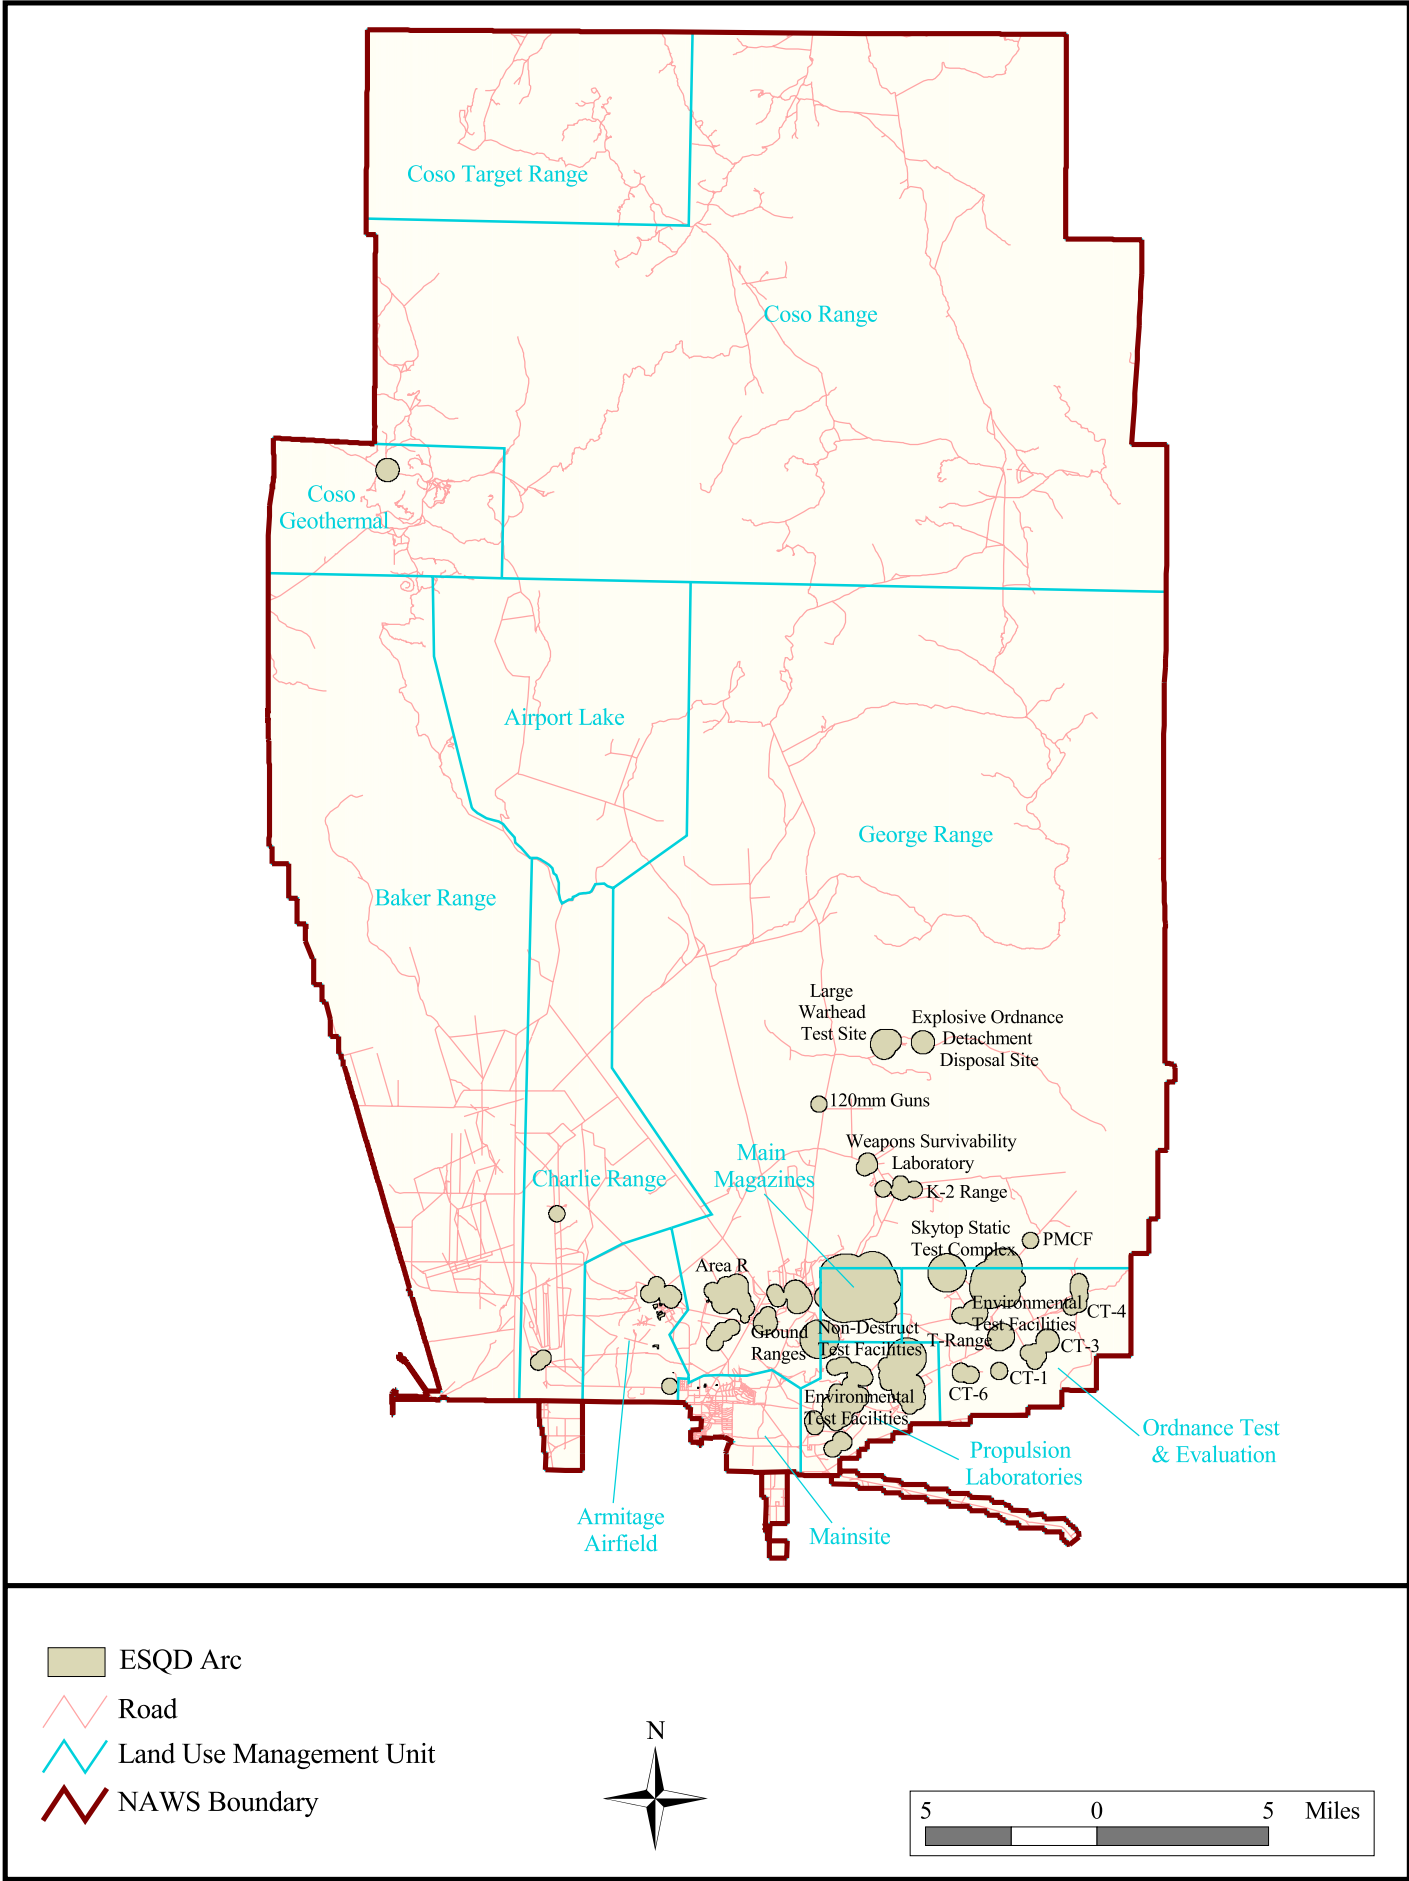 Coso Target Range
Coso Range
Coso
Geothermal
Airport Lake
George Range
Baker Range
Large
Warhead
Test Site
Explosive Ordnance
Detachment
Disposal Site
120mm Guns
Weapons Survivability
Laboratory
Main
Magazines
Charlie Range
K-2 Range
Skytop Static
Test Complex
PMCF
Area R
Environmental
Test Facilities
CT-4
Ground
Ranges
Non-Destruct
Test Facilities
T-Range
CT-3
CT-1
CT-6
Environmental
Test Facilities
Ordnance Test
& Evaluation
Propulsion
Laboratories
Armitage
Airfield
Mainsite
ESQD Arc
Road
Land Use Management Unit
NAWS Boundary
N
5 0 5 Miles